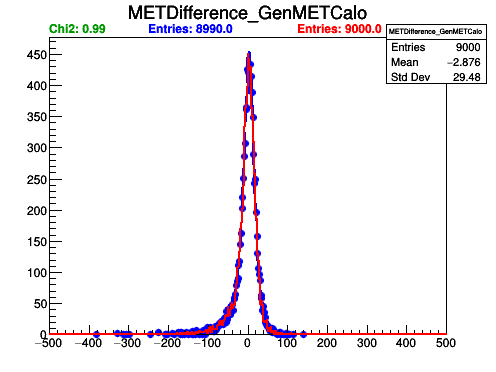 METDifference_GenMETCalo
Chi2: 0.99 Entries: 8990.0 Entries: 9000.0
METDifference_GenMETCalo
Entries 9000
Mean −2.876
Std Dev 29.48
450
400
350
300
250
200
150
100
50
0
−500 −400 −300 −200 −100 0 100 200 300 400 500